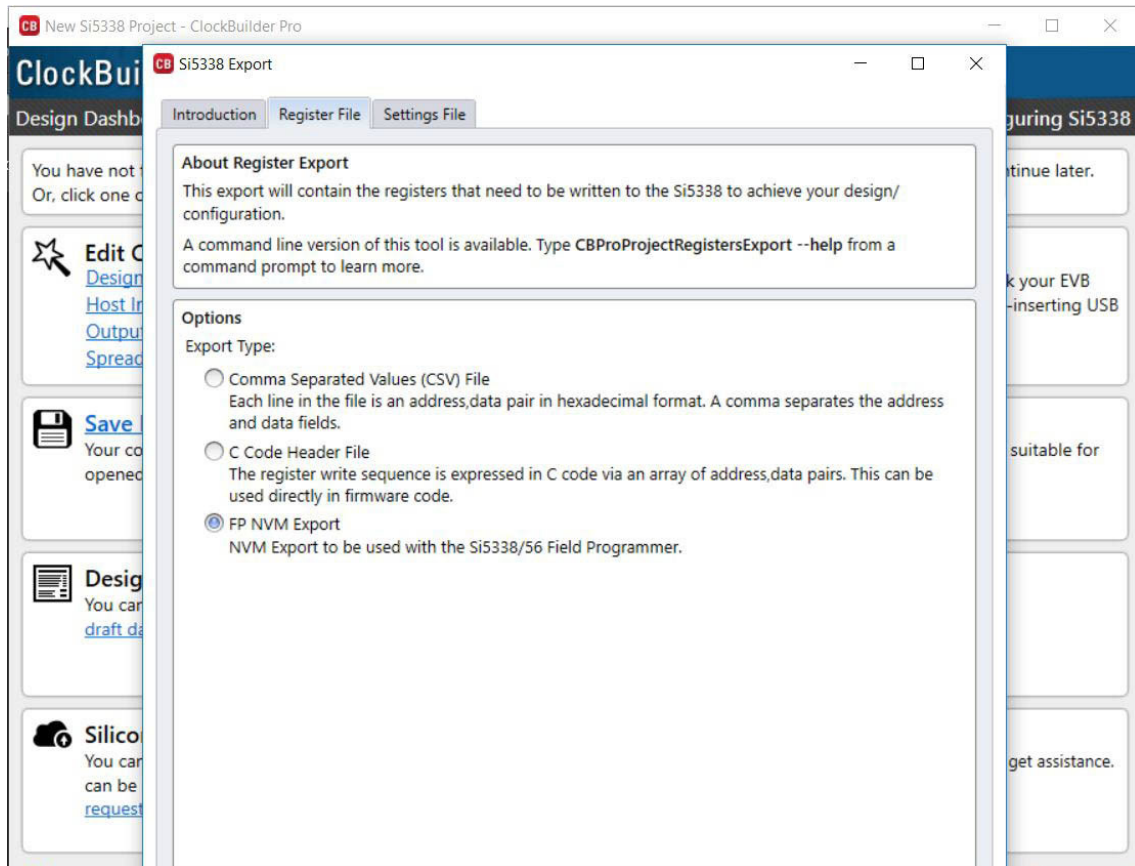 CB New Si5338 Project - ClockBuilder Pro
ClockBui
CB Si5338 Export
Design Dashb
guring Si5338
Introduction Register File Settings File
You have not
Or, click one o
tinue later.
About Register Export
This export will contain the registers that need to be written to the Si5338 to achieve your design/
configuration.
A command line version of this tool is available. Type CBProProjectRegistersExport --help from a
command prompt to learn more.
Edit C
Design
Host In
Outpu
Spread
k your EVB
-inserting USB
Options
Export Type:
Comma Separated Values (CSV) File
Each line in the file is an address,data pair in hexadecimal format. A comma separates the address
and data fields.
C Code Header File
The register write sequence is expressed in C code via an array of address,data pairs. This can be
used directly in firmware code.
FP NVM Export
NVM Export to be used with the Si5338/56 Field Programmer.
Save
Your co
opened
suitable for
Desig
You can
draft da
Silico
You can
can be
request
get assistance.